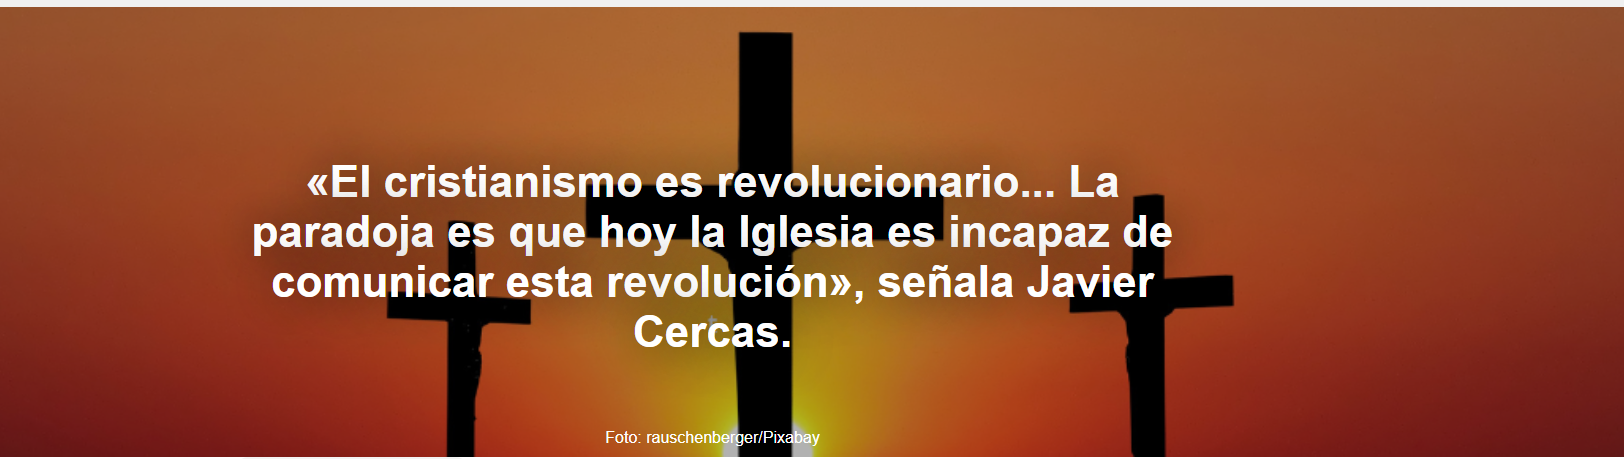 «El cristianismo es revolucionario... La
paradoja es que hoy la Iglesia es incapaz de
comunicar esta revolución», señala Javier
Cercas.
Foto: rauschenberger/Pixabay